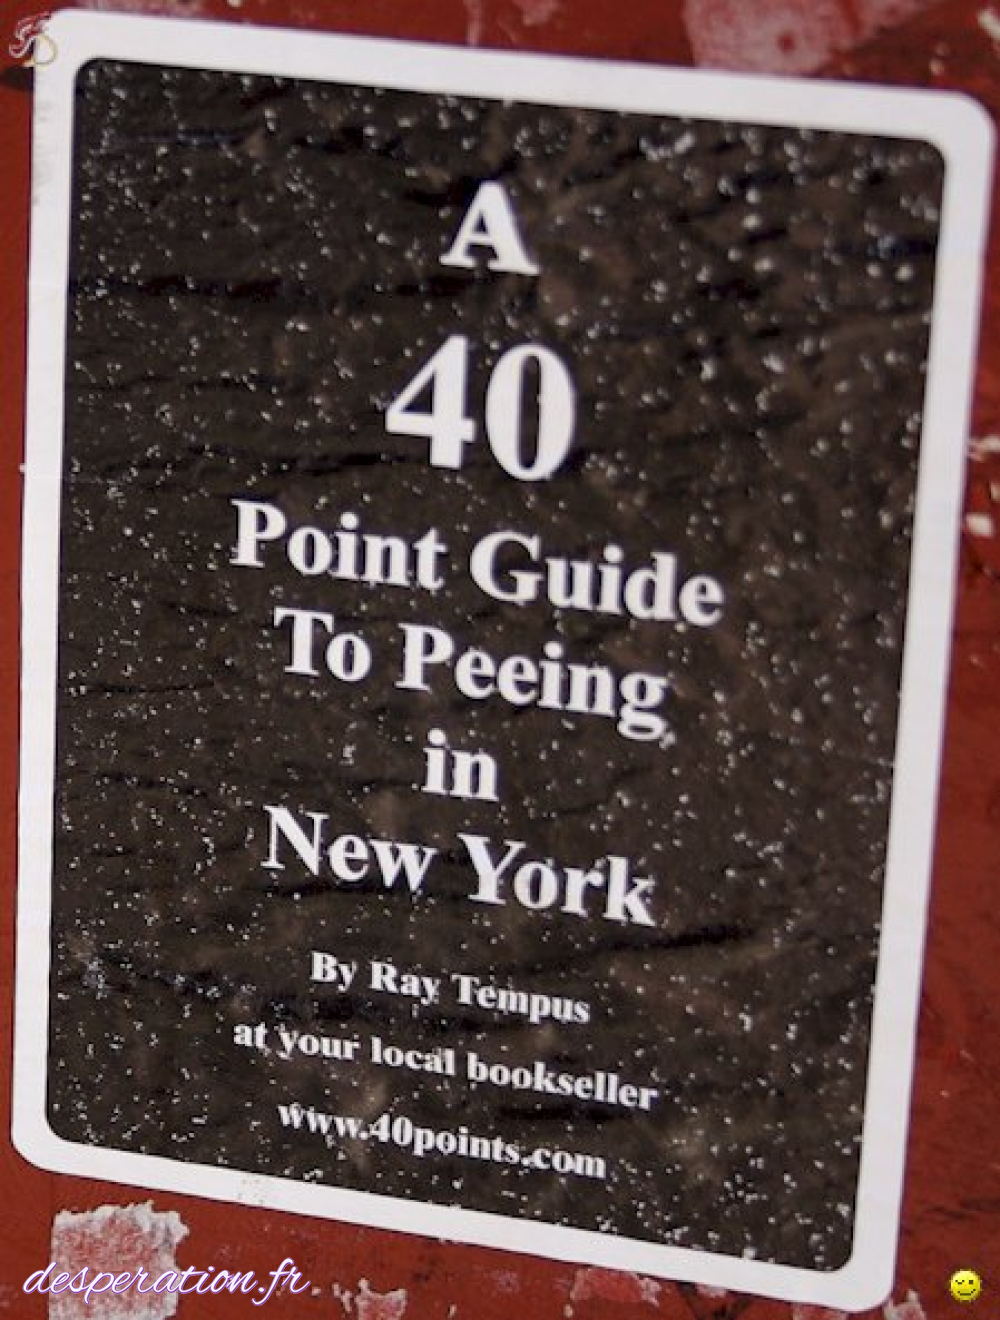 A
40
Point Guide
To Peeing
in
New York
By Ray Tempus
at your local bookseller
www.40points.com
desperation.fr